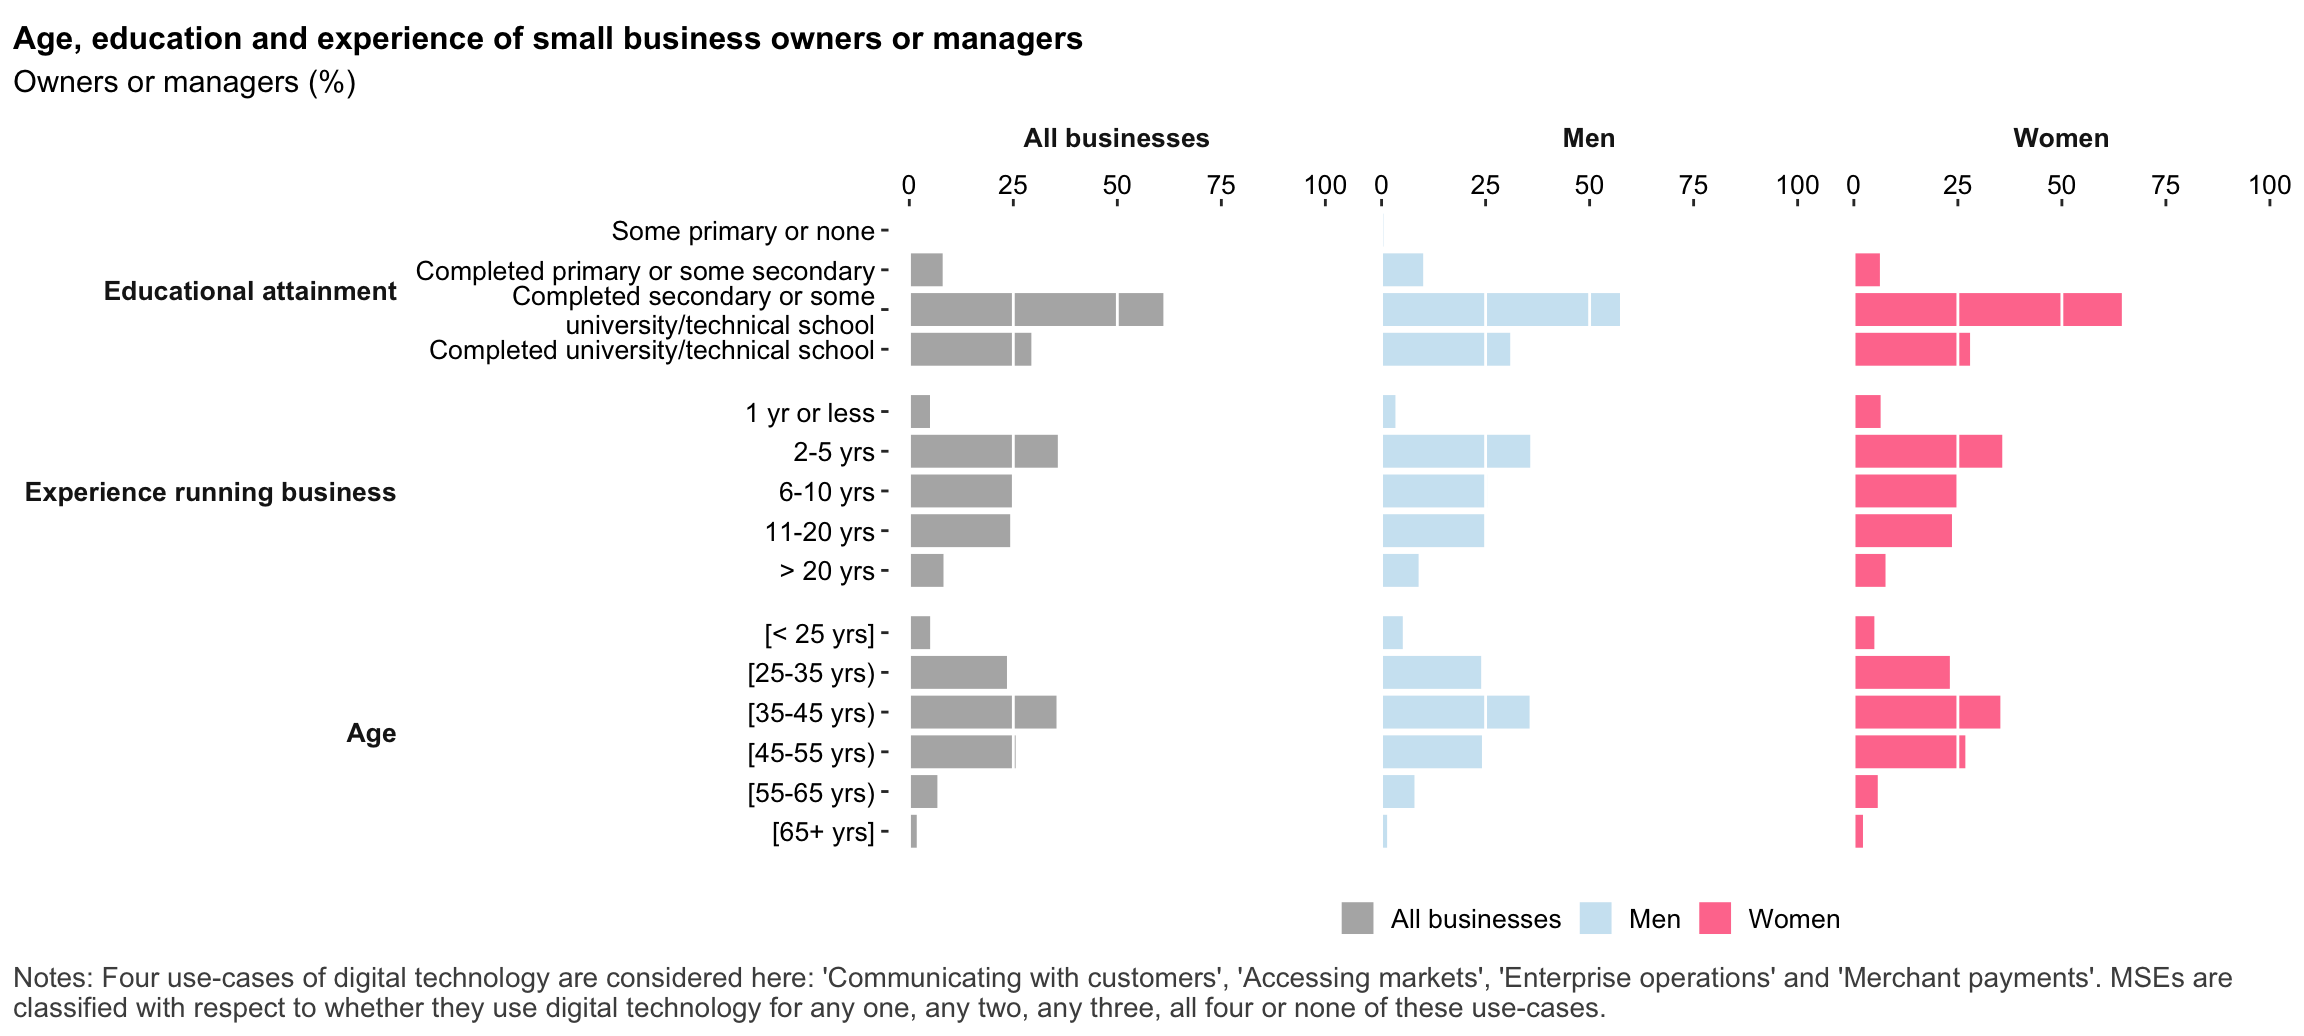 Age, education and experience of small business owners or managers
Owners or managers (%)
All businesses
Men
Women
0 25 50 75 100 0 25 50 75 100 0 25 50 75 100
Educational attainment
Some primary or none
Completed primary or some secondary
Completed secondary or some
university/technical school
Completed university/technical school
Experience running business
1 yr or less
2-5 yrs
6-10 yrs
11-20 yrs
> 20 yrs
Age
[< 25 yrs]
[25-35 yrs)
[35-45 yrs)
[45-55 yrs)
[55-65 yrs)
[65+ yrs]
All businesses Men Women
Notes: Four use-cases of digital technology are considered here: 'Communicating with customers', 'Accessing markets', 'Enterprise operations' and 'Merchant payments'. MSEs are
classified with respect to whether they use digital technology for any one, any two, any three, all four or none of these use-cases.